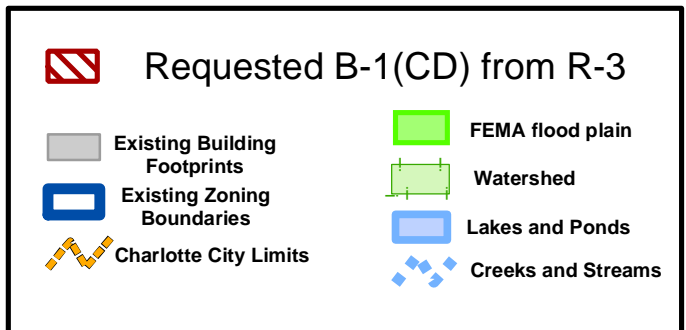 Requested B-1(CD) from R-3
Existing Building
Footprints
Existing Zoning
Boundaries
Charlotte City Limits
FEMA flood plain
Watershed
Lakes and Ponds
Creeks and Streams